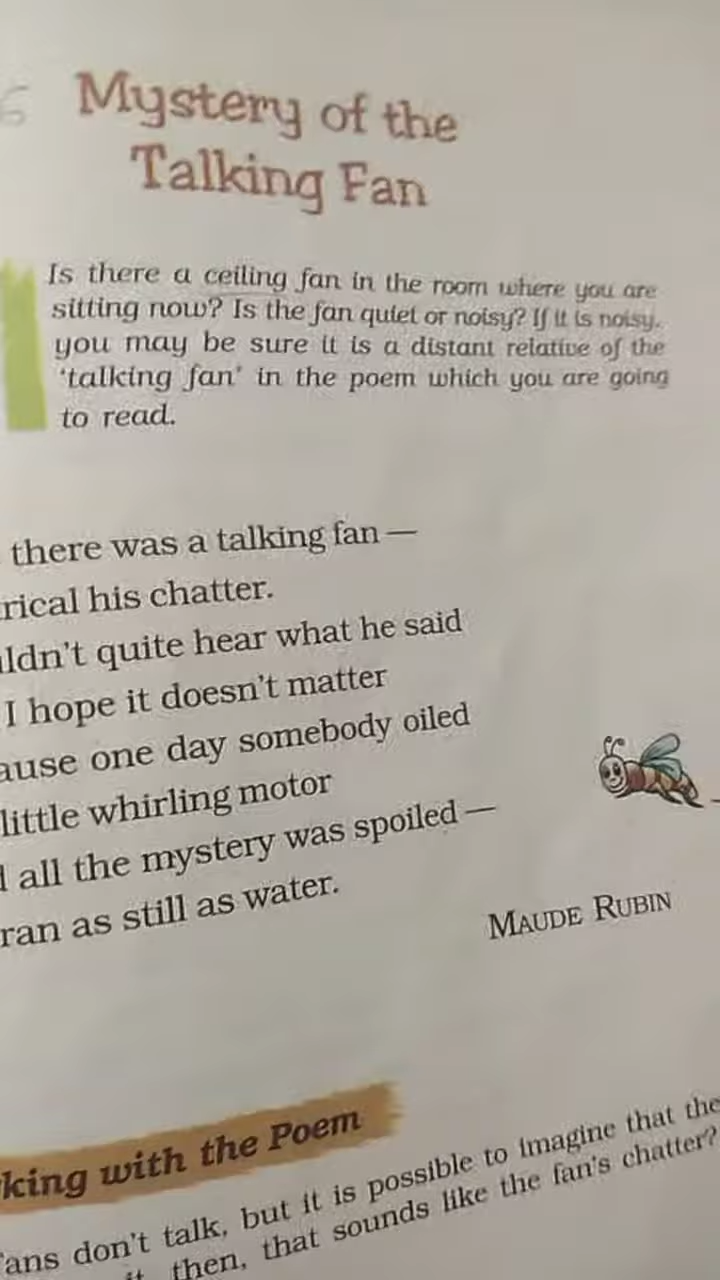 6
Mystery of the
Talking Fan
Is there a ceiling fan in the room where you are
sitting now? Is the fan quiet or noisy? If it is noisy,
you may be sure it is a distant relative of the
‘talking fan’ in the poem which you are going
to read.
there was a talking fan —
rical his chatter.
ldn’t quite hear what he said
I hope it doesn’t matter
ause one day somebody oiled
little whirling motor
all the mystery was spoiled —
ran as still as water.
MAUDE RUBIN
king with the Poem
ans don’t talk, but it is possible to imagine that the
it, then, that sounds like the fan’s chatter?